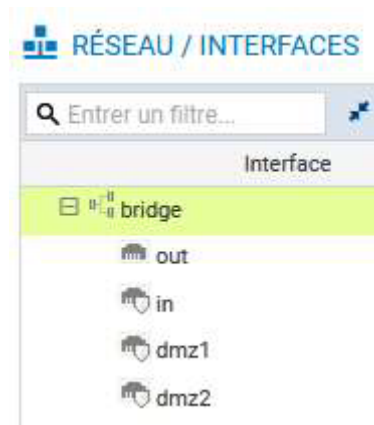 RÉSEAU / INTERFACES
Entrer un filtre...
Interface
bridge
out
in
dmz1
dmz2